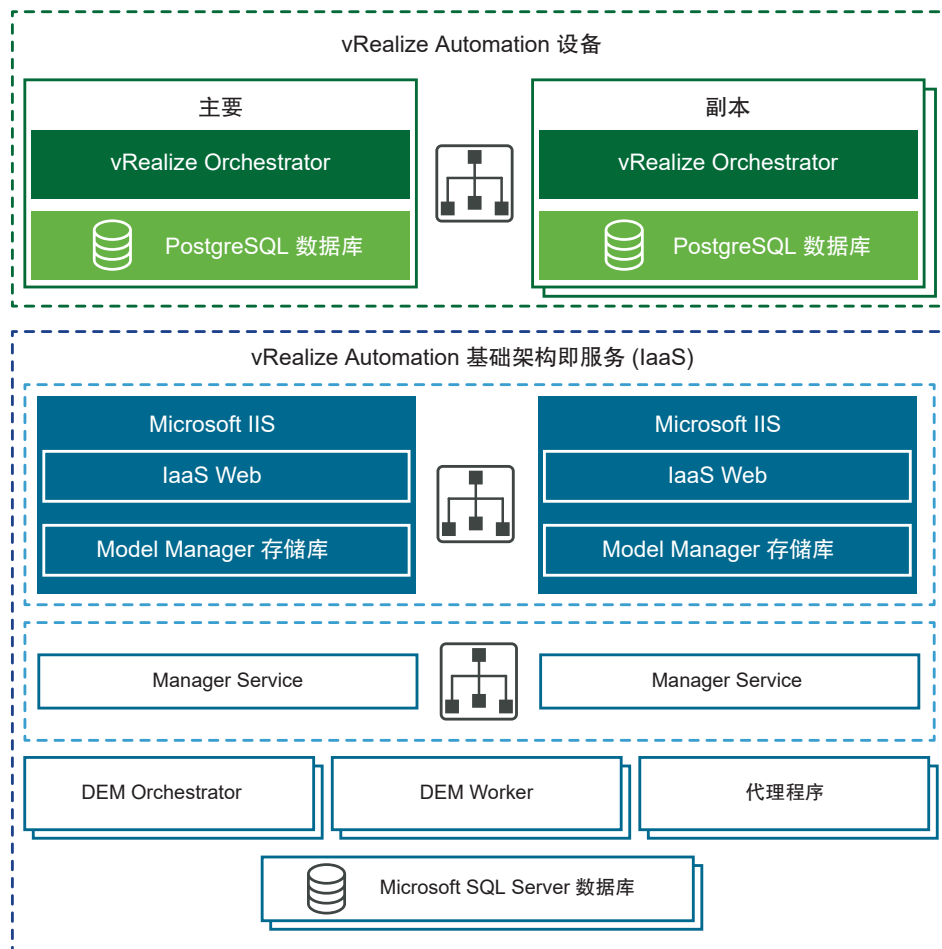 vRealize Automation 设备
主要
副本
vRealize Orchestrator
vRealize Orchestrator
PostgreSQL 数据库
PostgreSQL 数据库
vRealize Automation 基础架构即服务 (IaaS)
Microsoft IIS
Microsoft IIS
IaaS Web
IaaS Web
Model Manager 存储库
Model Manager 存储库
Manager Service
Manager Service
DEM Orchestrator
DEM Worker
代理程序
Microsoft SQL Server 数据库